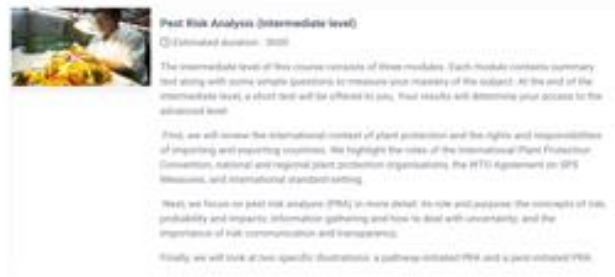 Pest Risk Analysis (Intermediate level)
Estimated duration : 3h00
The intermediate level of this course consists of three modules. Each module contains summary
text along with some simple questions to measure your mastery of the subject. At the end of the
intermediate level, a short test will be offered to you. Your results will determine your access to the
advanced level.
First, we will review the international context of plant protection and the rights and responsibilities
of importing and exporting countries. We highlight the roles of the International Plant Protection
Convention, national and regional plant protection organisations, the WTO Agreement on SPS
Measures, and international standard-setting.
Next, we focus on pest risk analysis (PRA) in more detail: its role and purpose; the concepts of risk,
probability and impacts; information gathering and how to deal with uncertainty; and the
importance of risk communication and transparency.
Finally, we will look at two specific illustrations: a pathway-initiated PRA and a pest-initiated PRA.